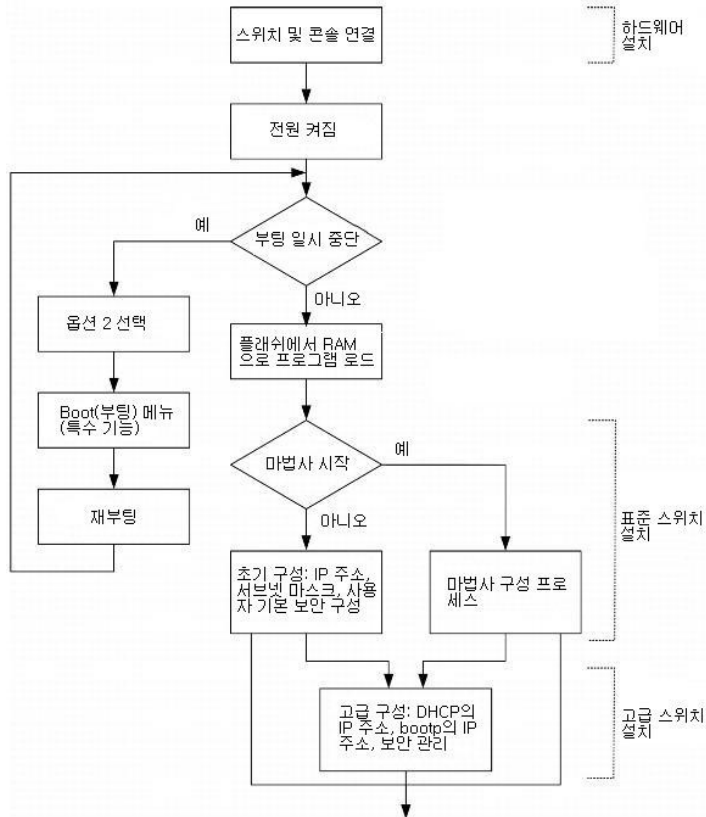 스위치 및 콘솔 연결
하드웨어
설치
전원 켜짐
예
부팅 일시 중단
아니오
옵션 2 선택
플래쉬에서 RAM
으로 프로그램 로드
Boot(부팅) 메뉴
(특수 기능)
마법사 시작
예
재부팅
아니오
표준 스위치
설치
초기 구성: IP 주소,
서브넷 마스크, 사용
자 기본 보안 구성
마법사 구성 프로
세스
고급 구성: DHCP의
IP 주소, bootp의 IP
주소, 보안 관리
고급 스위치
설치